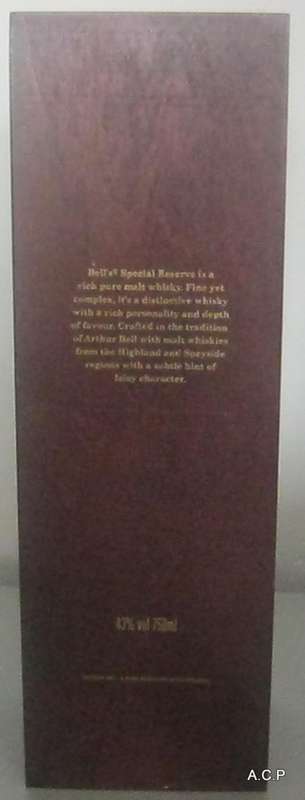 Bell's® Special Reserve is a
rich pure malt whisky. Fine yet
complex, it's a distinctive whisky
with a rich personality and depth
of favour. Crafted in the tradition
of Arthur Bell with malt whiskies
from the Highland and Speyside
regions with a subtle hint of
Islay character.
43% vol 750ml
A.C.P